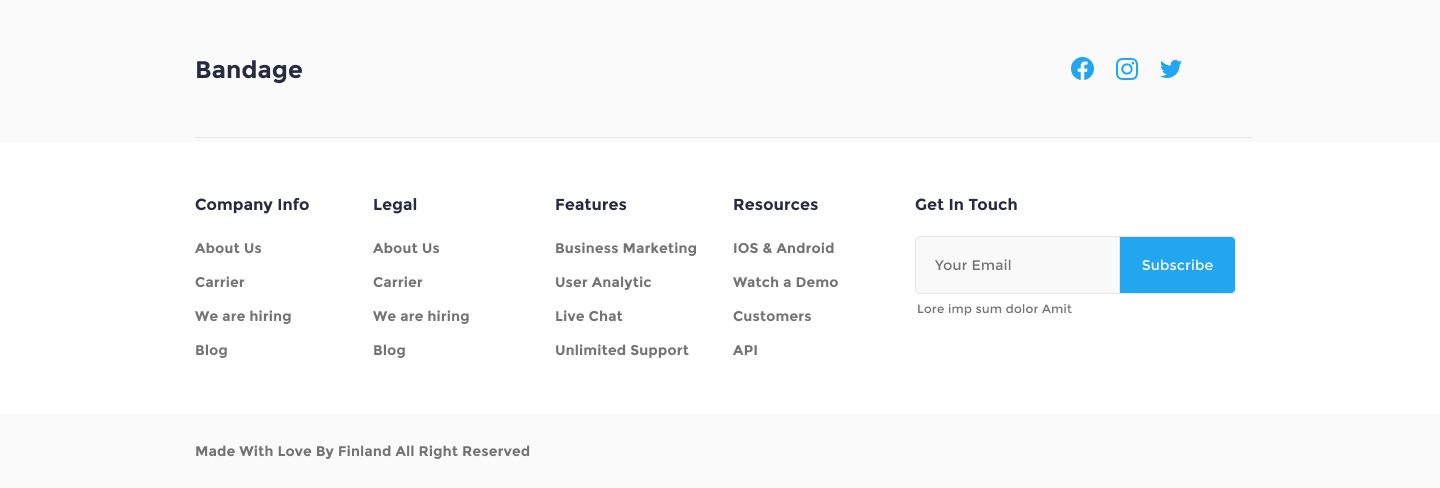 Bandage
Company Info
About Us
Carrier
We are hiring
Blog
Legal
About Us
Carrier
We are hiring
Blog
Features
Business Marketing
User Analytic
Live Chat
Unlimited Support
Resources
IOS & Android
Watch a Demo
Customers
API
Get In Touch
Your Email
Subscribe
Lore imp sum dolor Amit
Made With Love By Finland All Right Reserved